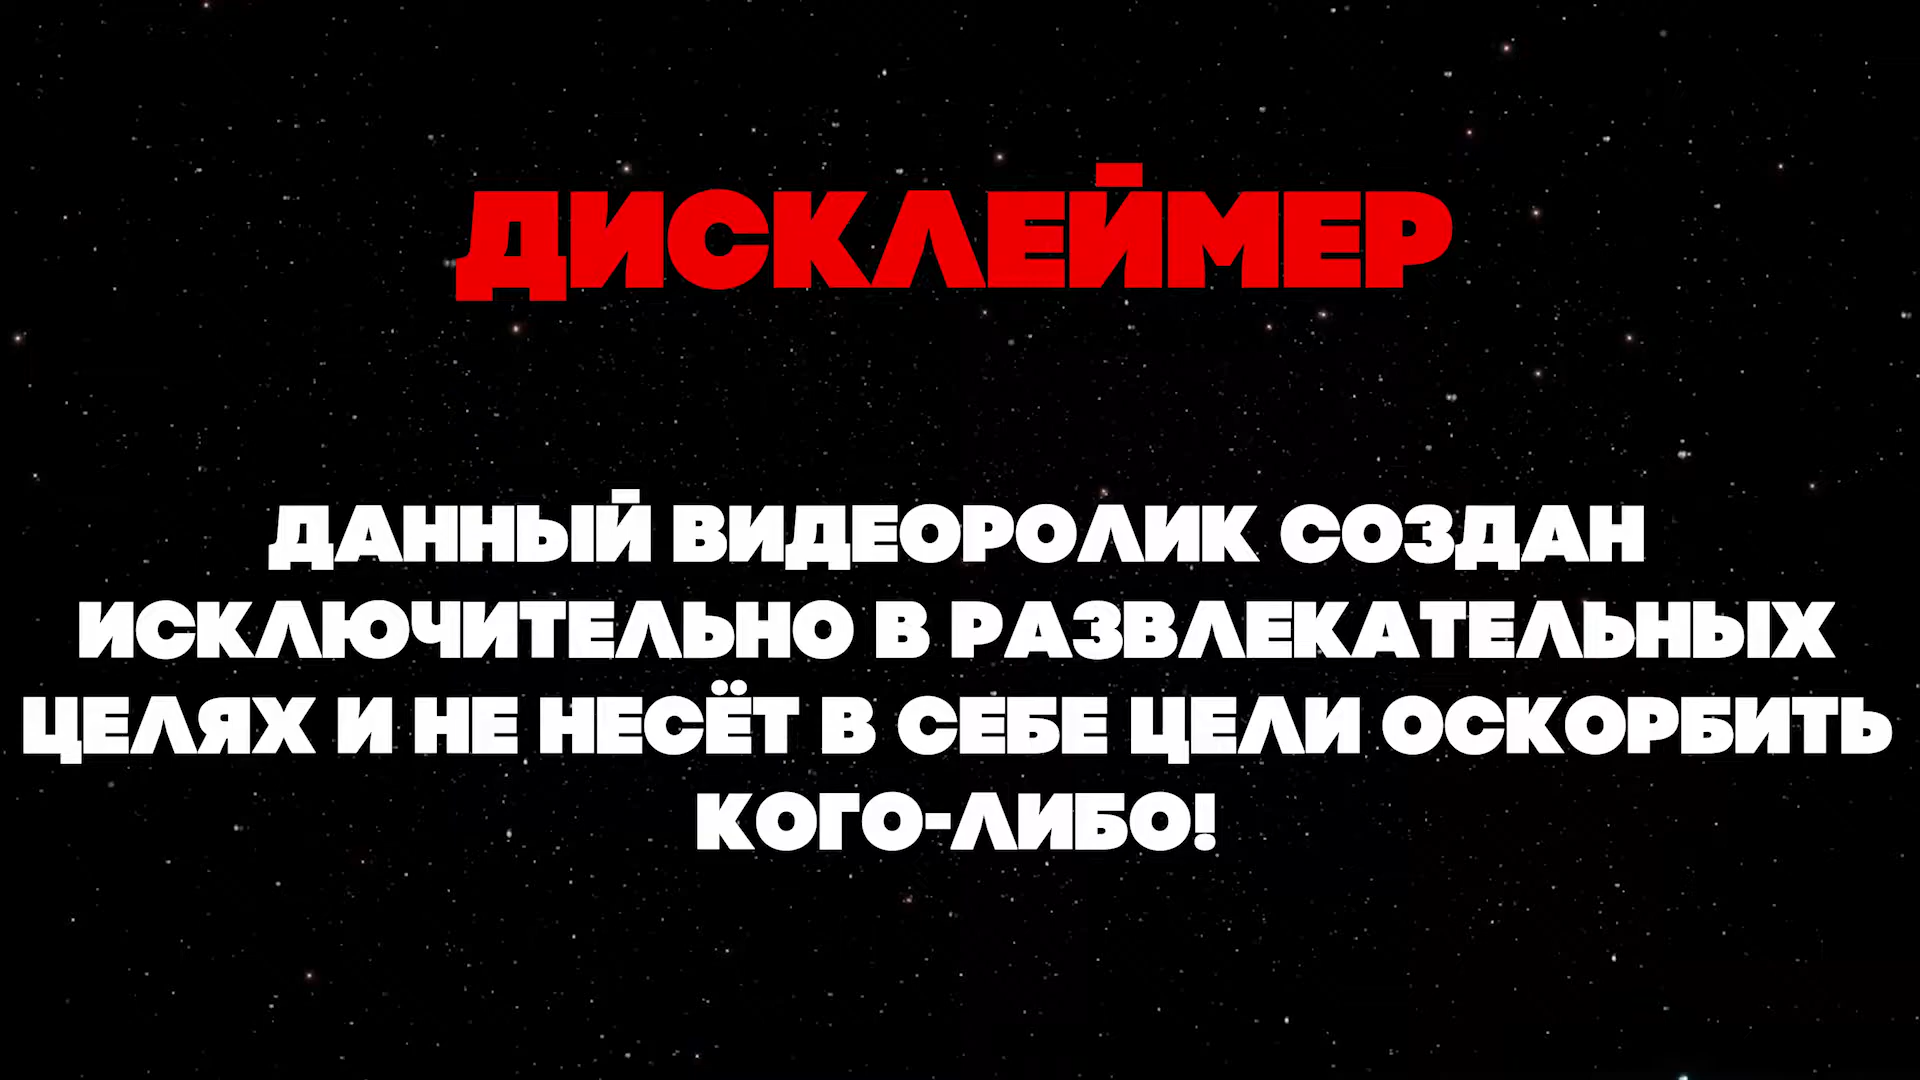 ДИСКЛЕЙМЕР
ДАННЫЙ ВИДЕОРОЛИК СОЗДАН
ИСКЛЮЧИТЕЛЬНО В РАЗВЛЕКАТЕЛЬНЫХ
ЦЕЛЯХ И НЕ НЕСЁТ В СЕБЕ ЦЕЛИ ОСКОРБИТЬ
КОГО-ЛИБО!